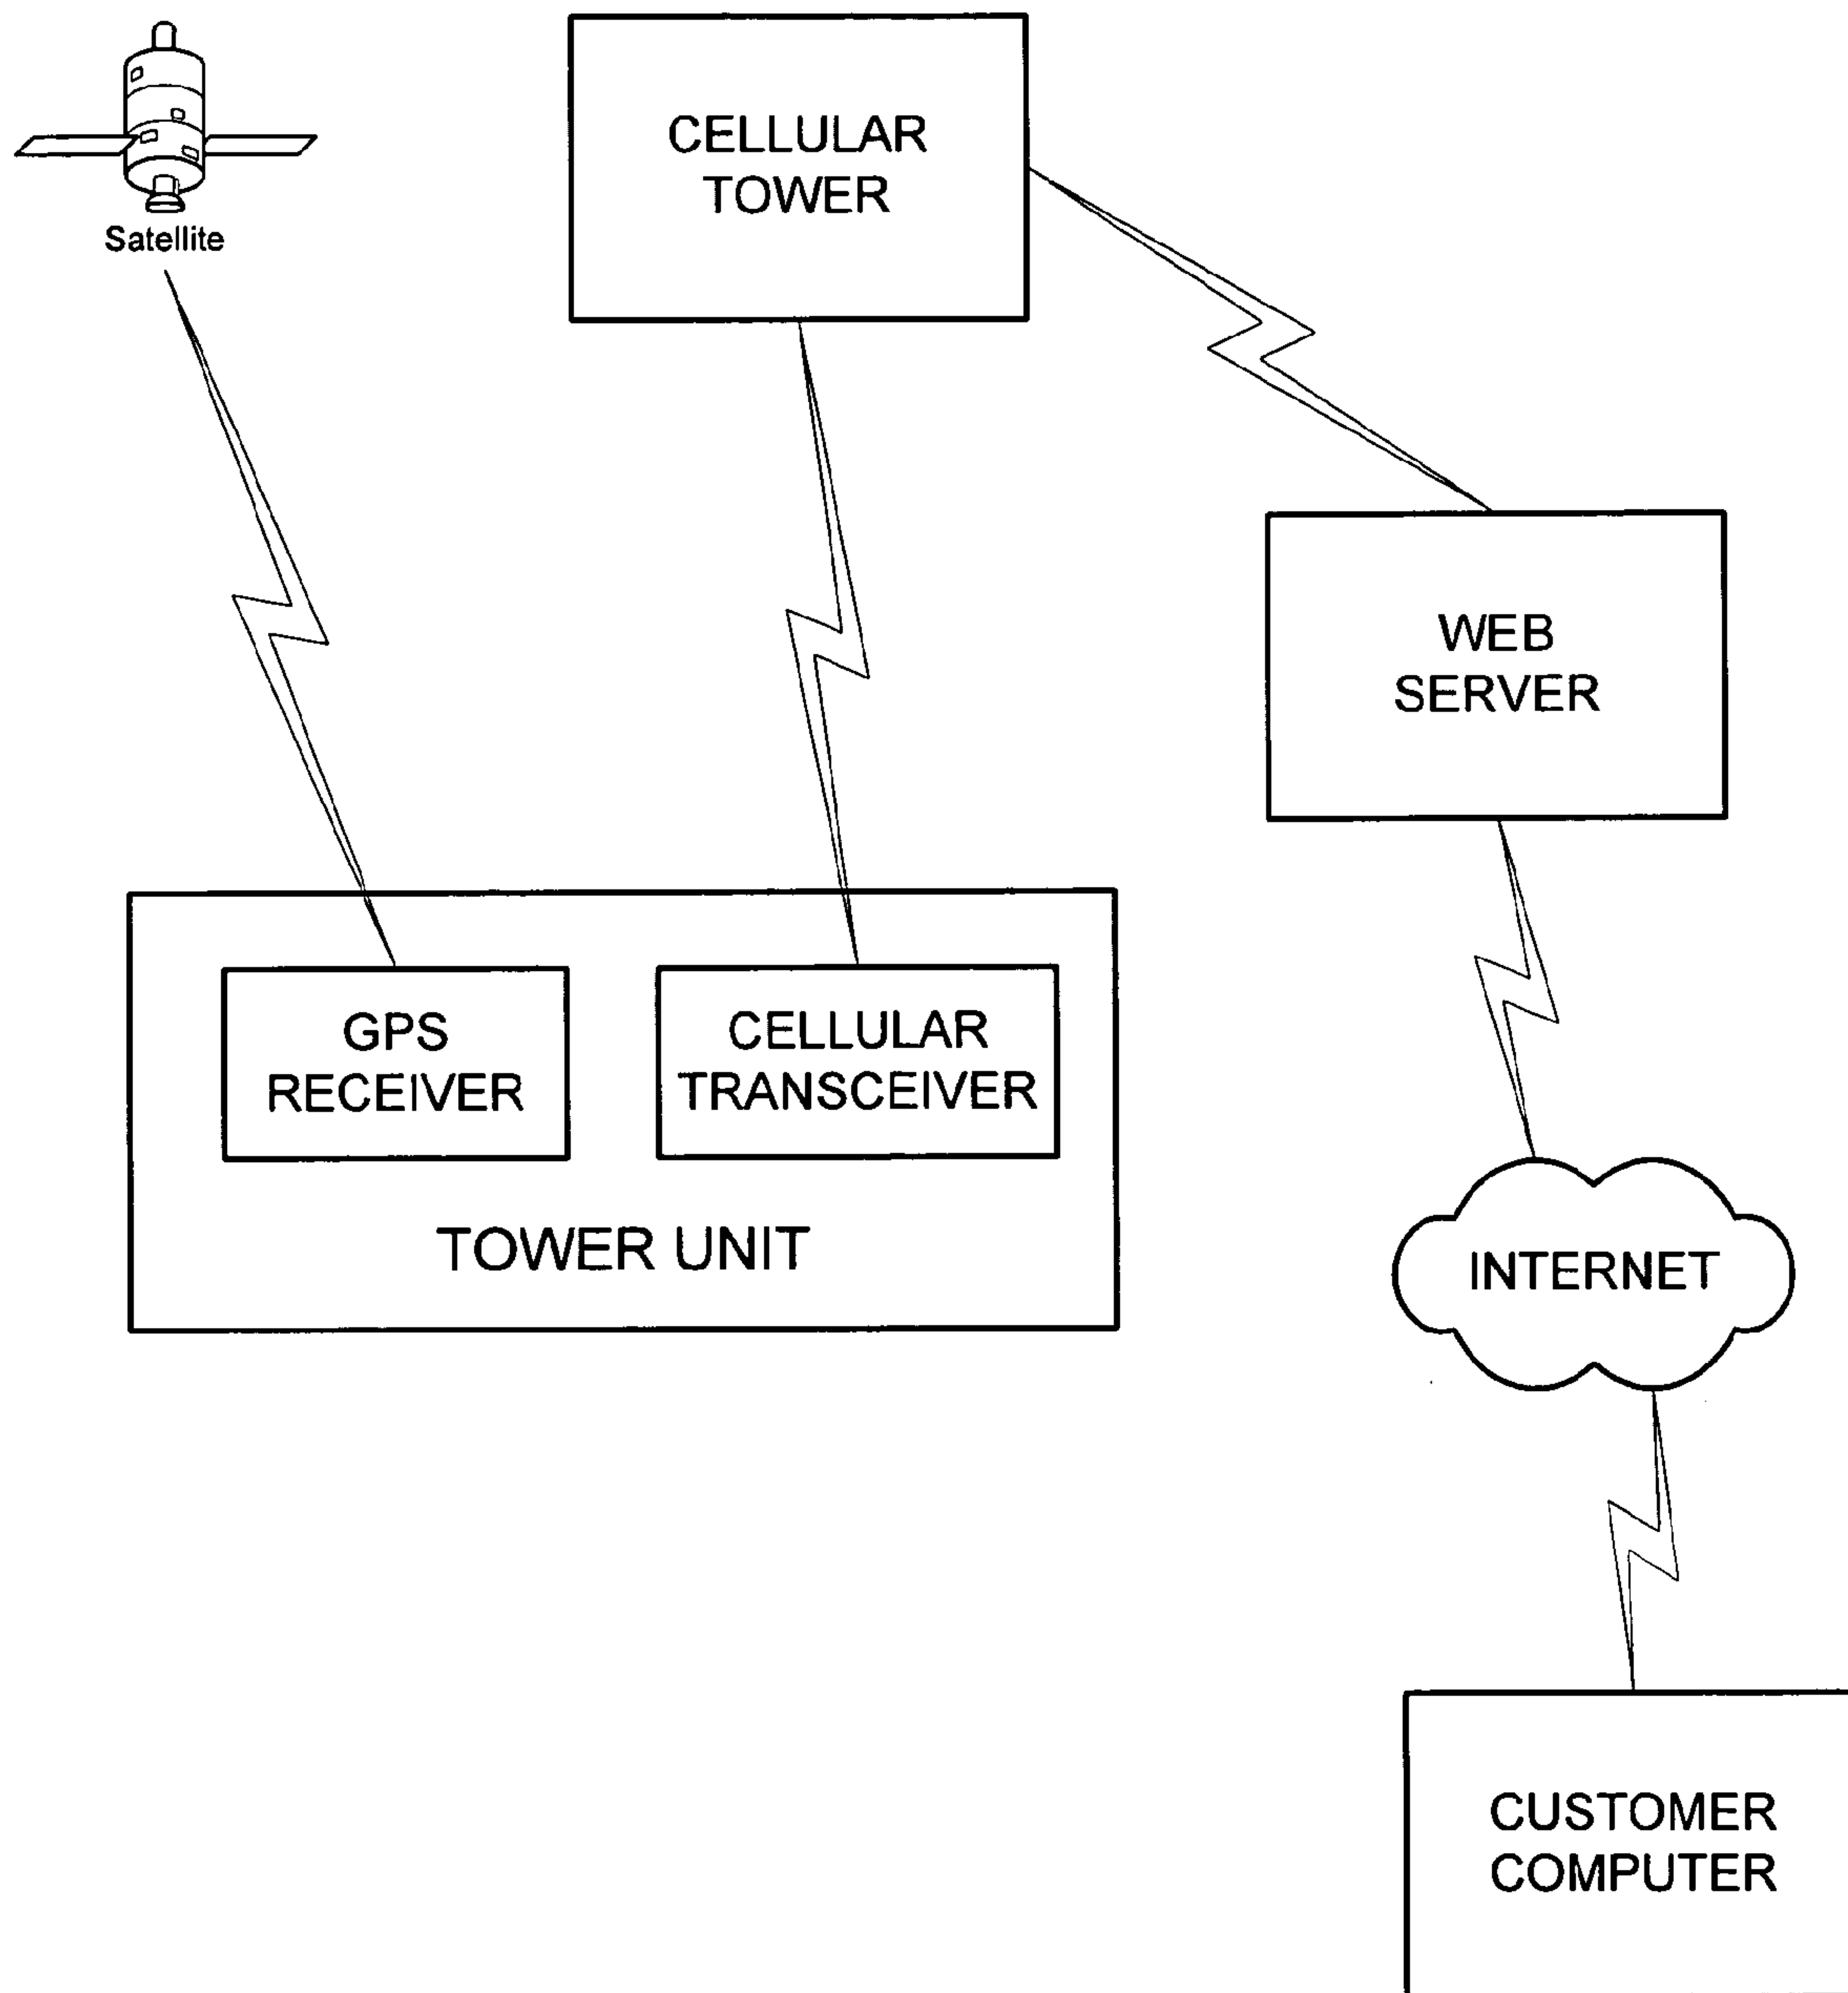 CELLULAR
TOWER
Satellite
WEB
SERVER
GPS
RECEIVER
CELLULAR
TRANSCEIVER
TOWER UNIT
INTERNET
CUSTOMER
COMPUTER